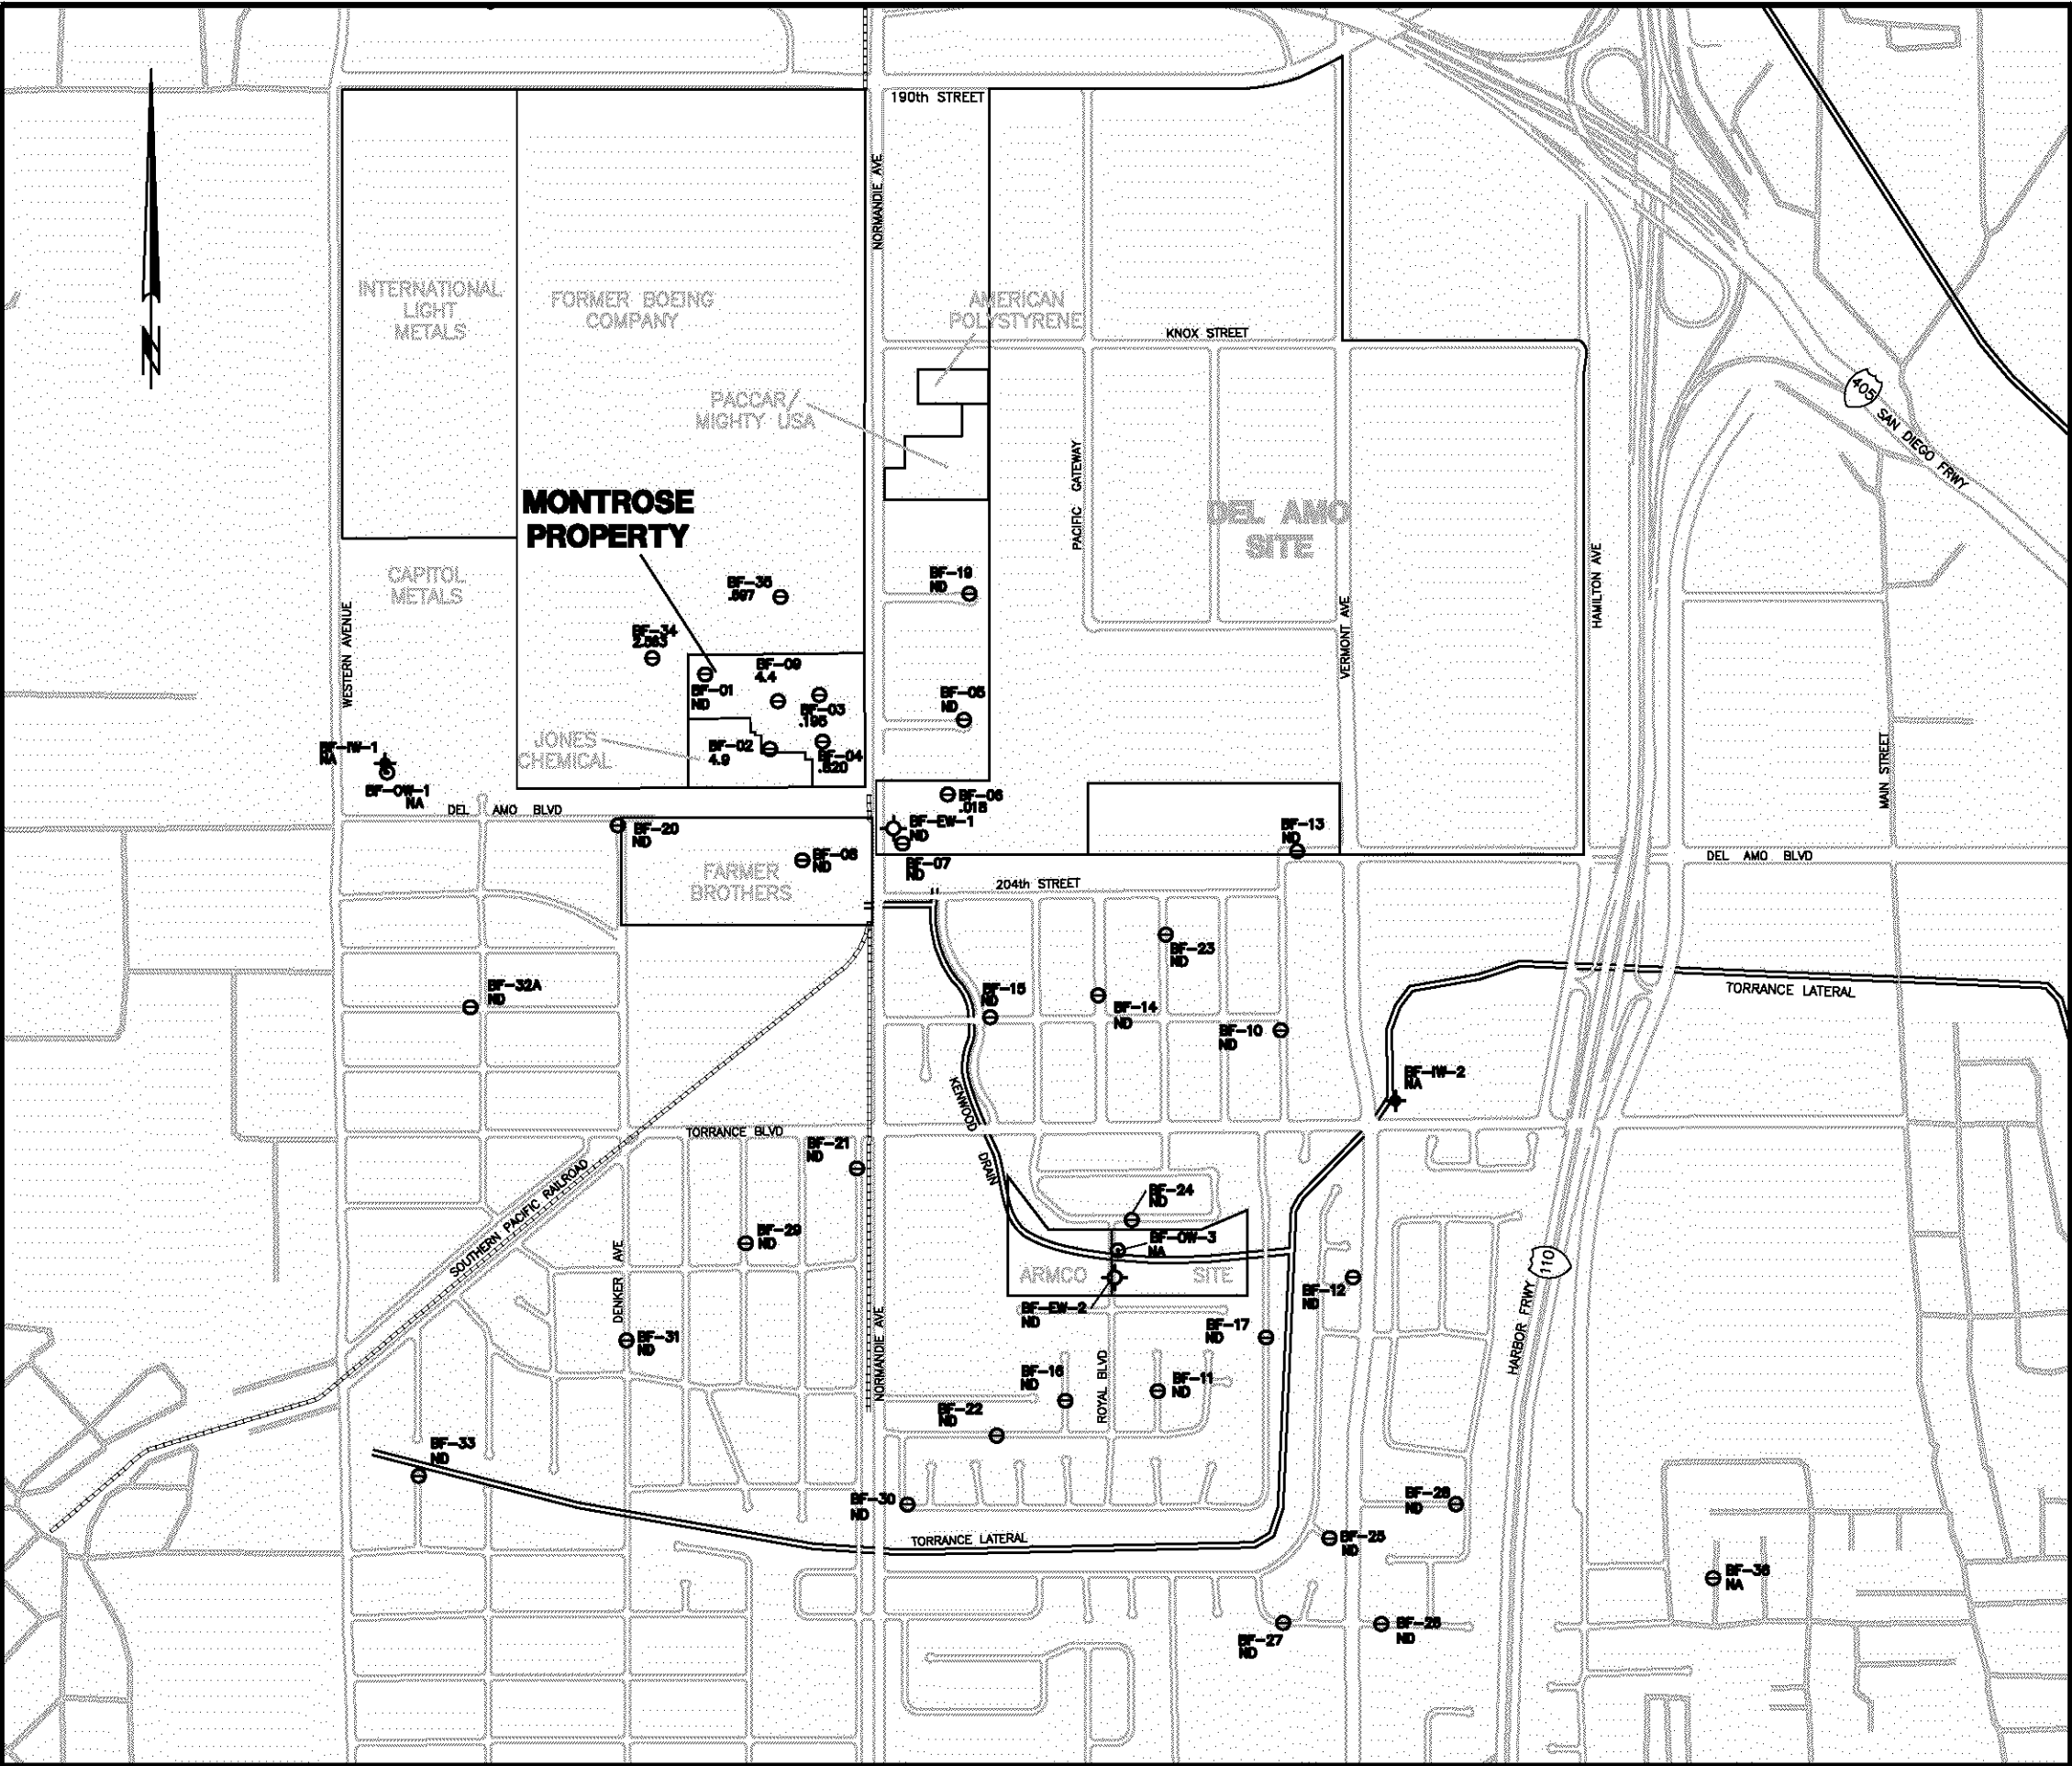 190th STREET
NORMANDIE AVE
INTERNATIONAL
LIGHT
METALS
FORMER BOEING
COMPANY
AMERICAN
POLYSTYRENE
KNOX STREET
PACCAR/
MIGHTY USA
405
SAN DIEGO FRWY
PACIFIC GATEWAY
MONTROSE
PROPERTY
DEL AMO
SITE
CAPITOL
METALS
WESTERN AVENUE
HAMILTON AVE
VERMONT AVE
MAIN STREET
BF-35
.697
BF-19
ND
BF-34
BF-09
4.4
BF-01
ND
BF-03
.195
BF-05
ND
BF-02
4.9
BF-04
.820
JONES
CHEMICAL
BF-IW-1
NA
BF-OW-1
NA
DEL AMO BLVD
BF-06
.018
BF-EW-1
ND
BF-07
ND
BF-20
ND
BF-08
ND
FARMER
BROTHERS
BF-13
ND
DEL AMO BLVD
204th STREET
BF-23
ND
BF-32A
ND
BF-15
ND
BF-14
ND
BF-10
ND
TORRANCE LATERAL
BF-IW-2
NA
KENWOOD
DRAIN
TORRANCE BLVD
BF-21
ND
SOUTHERN PACIFIC RAILROAD
BF-24
ND
BF-29
ND
BF-OW-3
NA
DENKER AVE
ARMCO SITE
110
HARBOR FRWY
BF-12
ND
BF-EW-2
ND
BF-17
ND
BF-31
ND
NORMANDIE AVE
ROYAL BLVD
BF-16
ND
BF-11
ND
BF-22
ND
BF-33
ND
BF-30
ND
BF-28
ND
TORRANCE LATERAL
BF-25
ND
BF-36
NA
BF-27
ND
BF-26
ND
N